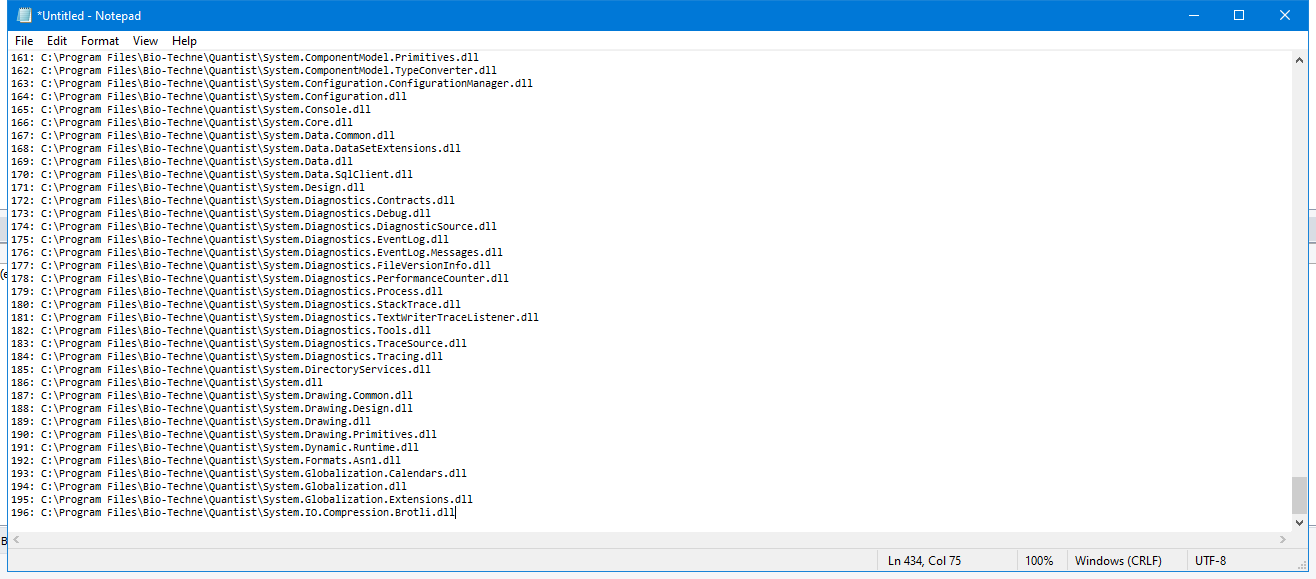 *Untitled - Notepad
File Edit Format View Help
161: C:\Program Files\Bio-Techne\Quantist\System.ComponentModel.Primitives.dll
162: C:\Program Files\Bio-Techne\Quantist\System.ComponentModel.TypeConverter.dll
163: C:\Program Files\Bio-Techne\Quantist\System.Configuration.ConfigurationManager.dll
164: C:\Program Files\Bio-Techne\Quantist\System.Configuration.dll
165: C:\Program Files\Bio-Techne\Quantist\System.Console.dll
166: C:\Program Files\Bio-Techne\Quantist\System.Core.dll
167: C:\Program Files\Bio-Techne\Quantist\System.Data.Common.dll
168: C:\Program Files\Bio-Techne\Quantist\System.Data.DataSetExtensions.dll
169: C:\Program Files\Bio-Techne\Quantist\System.Data.dll
170: C:\Program Files\Bio-Techne\Quantist\System.Data.SqlClient.dll
171: C:\Program Files\Bio-Techne\Quantist\System.Design.dll
172: C:\Program Files\Bio-Techne\Quantist\System.Diagnostics.Contracts.dll
173: C:\Program Files\Bio-Techne\Quantist\System.Diagnostics.Debug.dll
174: C:\Program Files\Bio-Techne\Quantist\System.Diagnostics.DiagnosticSource.dll
175: C:\Program Files\Bio-Techne\Quantist\System.Diagnostics.EventLog.dll
176: C:\Program Files\Bio-Techne\Quantist\System.Diagnostics.EventLog.Messages.dll
177: C:\Program Files\Bio-Techne\Quantist\System.Diagnostics.FileVersionInfo.dll
178: C:\Program Files\Bio-Techne\Quantist\System.Diagnostics.PerformanceCounter.dll
179: C:\Program Files\Bio-Techne\Quantist\System.Diagnostics.Process.dll
180: C:\Program Files\Bio-Techne\Quantist\System.Diagnostics.StackTrace.dll
181: C:\Program Files\Bio-Techne\Quantist\System.Diagnostics.TextWriterTraceListener.dll
182: C:\Program Files\Bio-Techne\Quantist\System.Diagnostics.Tools.dll
183: C:\Program Files\Bio-Techne\Quantist\System.Diagnostics.TraceSource.dll
184: C:\Program Files\Bio-Techne\Quantist\System.Diagnostics.Tracing.dll
185: C:\Program Files\Bio-Techne\Quantist\System.DirectoryServices.dll
186: C:\Program Files\Bio-Techne\Quantist\System.dll
187: C:\Program Files\Bio-Techne\Quantist\System.Drawing.Common.dll
188: C:\Program Files\Bio-Techne\Quantist\System.Drawing.Design.dll
189: C:\Program Files\Bio-Techne\Quantist\System.Drawing.dll
190: C:\Program Files\Bio-Techne\Quantist\System.Drawing.Primitives.dll
191: C:\Program Files\Bio-Techne\Quantist\System.Dynamic.Runtime.dll
192: C:\Program Files\Bio-Techne\Quantist\System.Formats.Asn1.dll
193: C:\Program Files\Bio-Techne\Quantist\System.Globalization.Calendars.dll
194: C:\Program Files\Bio-Techne\Quantist\System.Globalization.dll
195: C:\Program Files\Bio-Techne\Quantist\System.Globalization.Extensions.dll
196: C:\Program Files\Bio-Techne\Quantist\System.IO.Compression.Brotli.dll
Ln 434, Col 75 100% Windows (CRLF) UTF-8